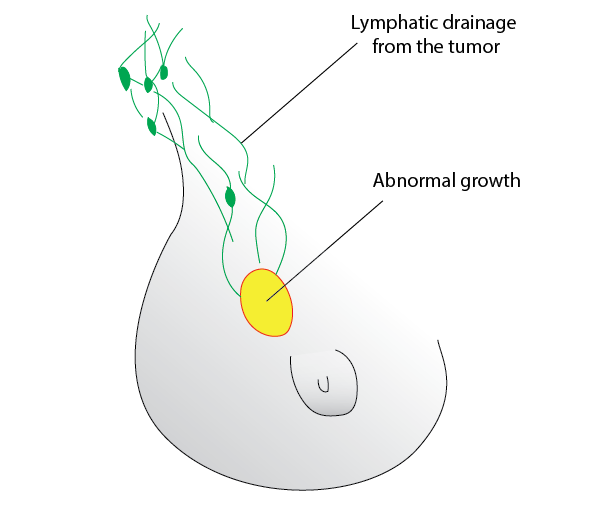 Lymphatic drainage
from the tumor
Abnormal growth